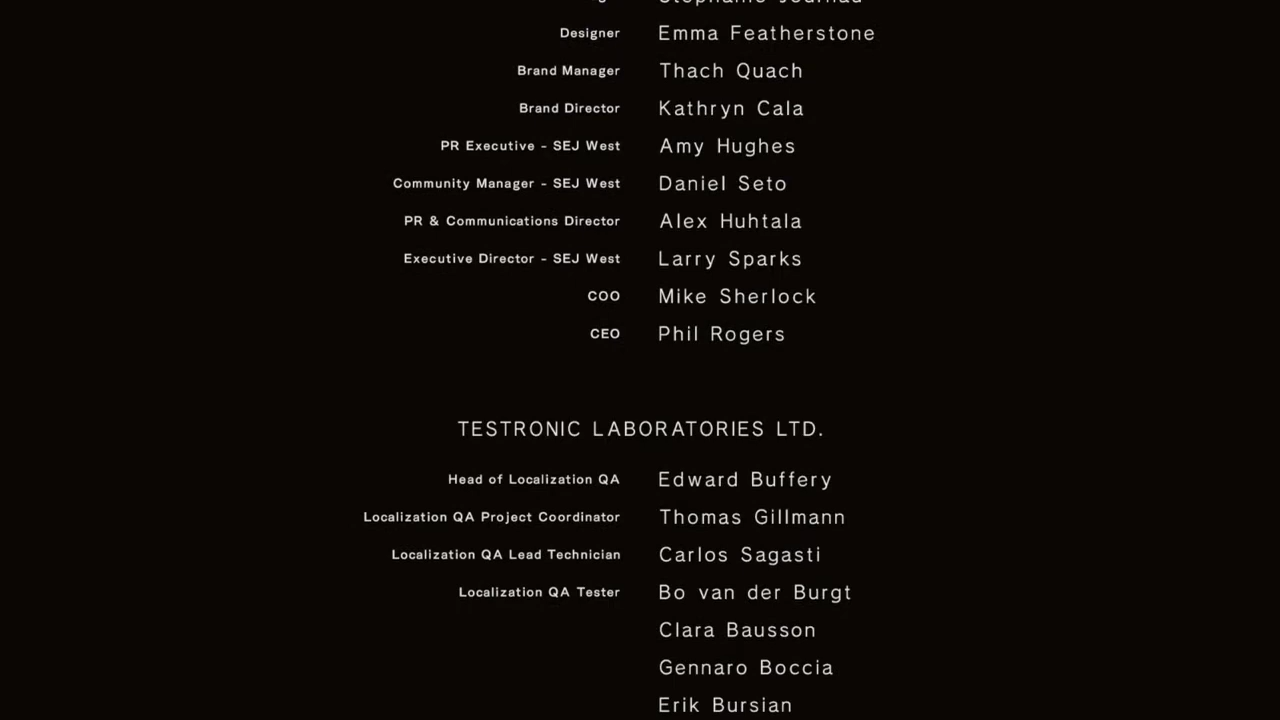 Designer Emma Featherstone
Brand Manager Thach Quach
Brand Director Kathryn Cala
PR Executive - SEJ West Amy Hughes
Community Manager - SEJ West Daniel Seto
PR & Communications Director Alex Huhtala
Executive Director - SEJ West Larry Sparks
COO Mike Sherlock
CEO Phil Rogers
TESTRONIC LABORATORIES LTD.
Head of Localization QA Edward Buffery
Localization QA Project Coordinator Thomas Gillmann
Localization QA Lead Technician Carlos Sagasti
Localization QA Tester Bo van der Burgt
Clara Bausson
Gennaro Boccia
Erik Bursian